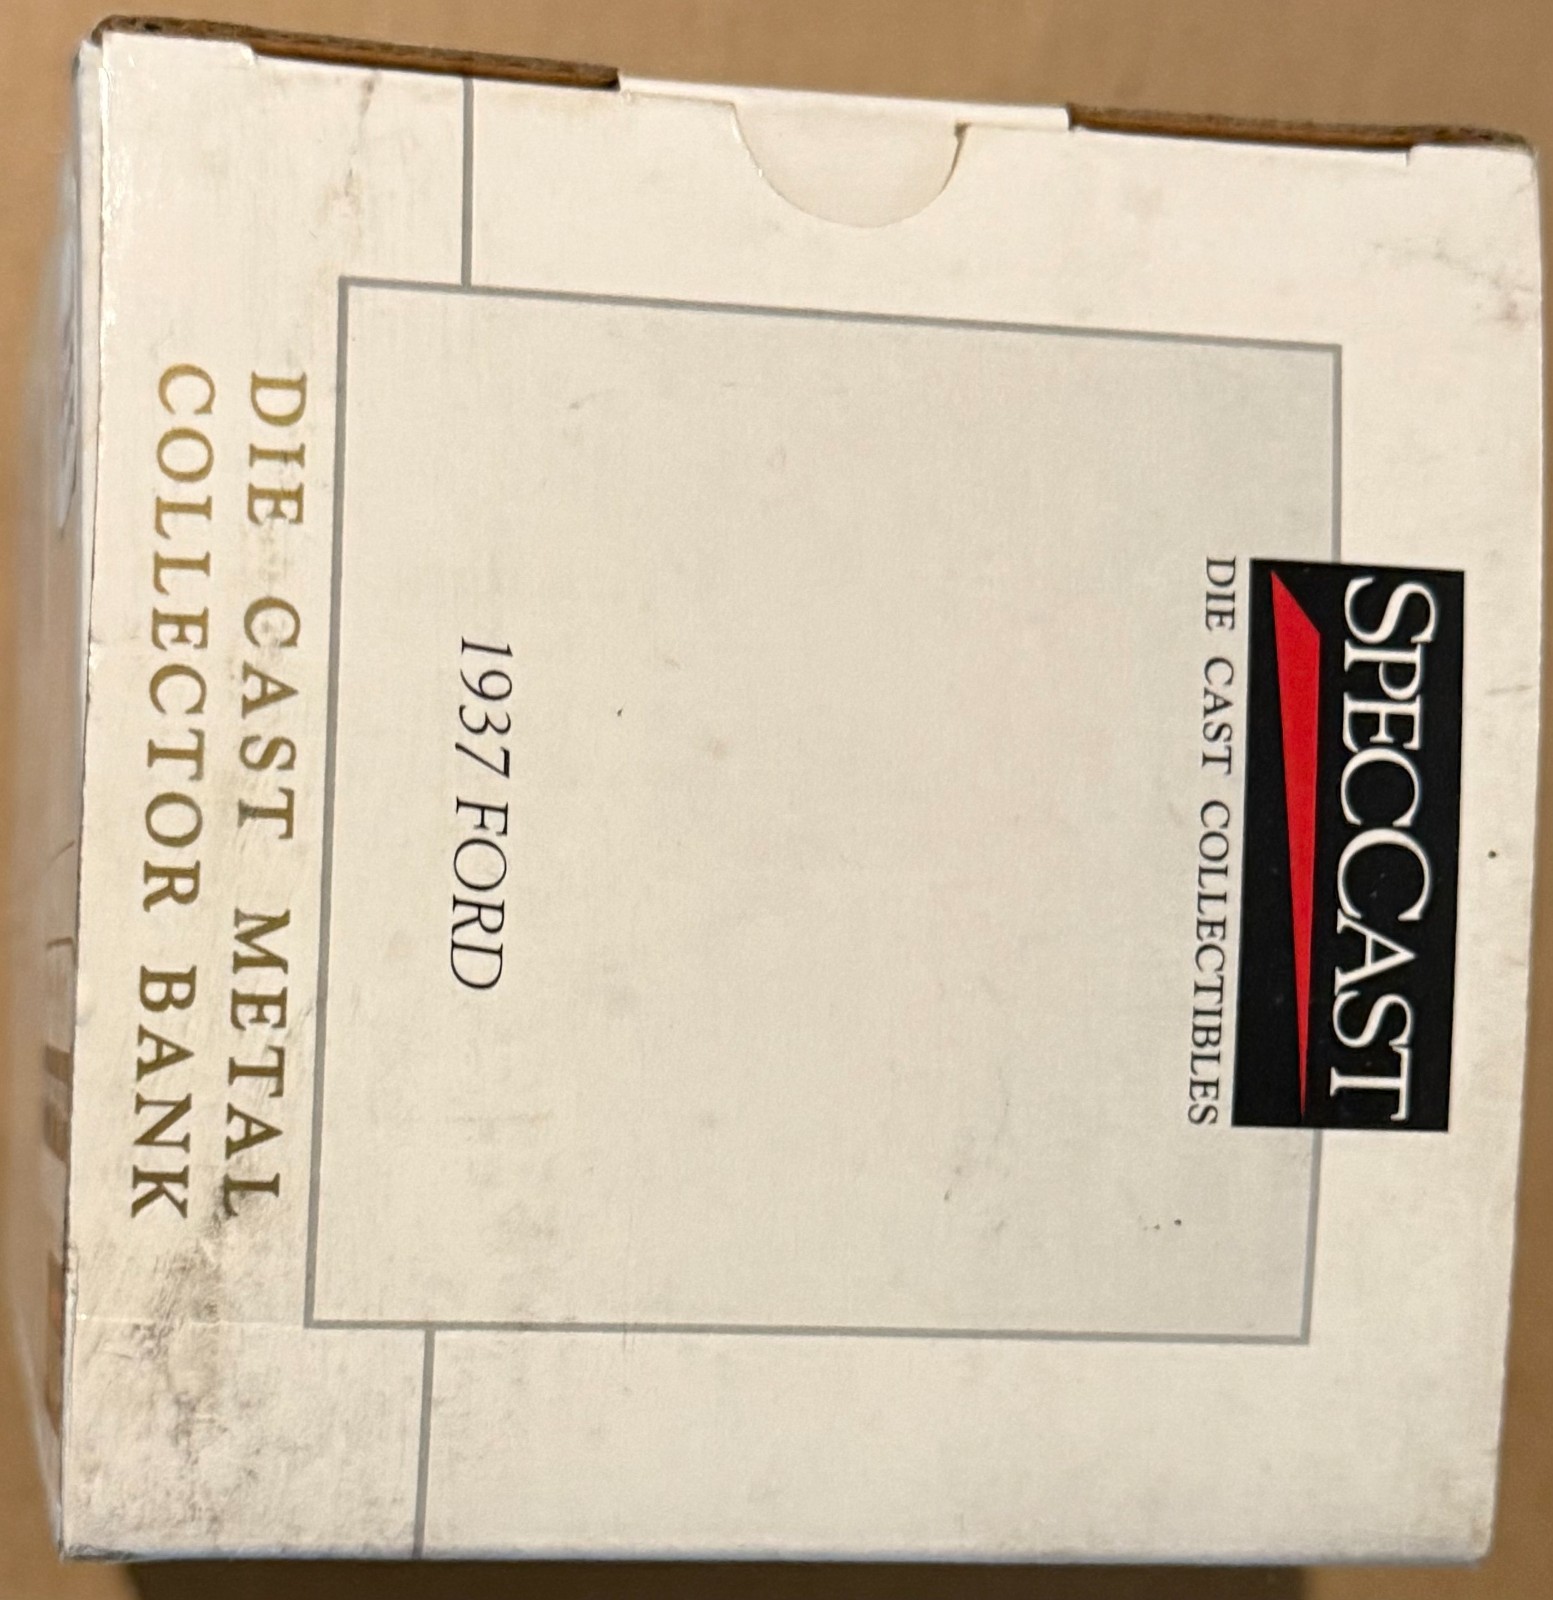 SPECCAST
DIE CAST COLLECTIBLES
1937 FORD
DIE CAST METAL
COLLECTOR BANK